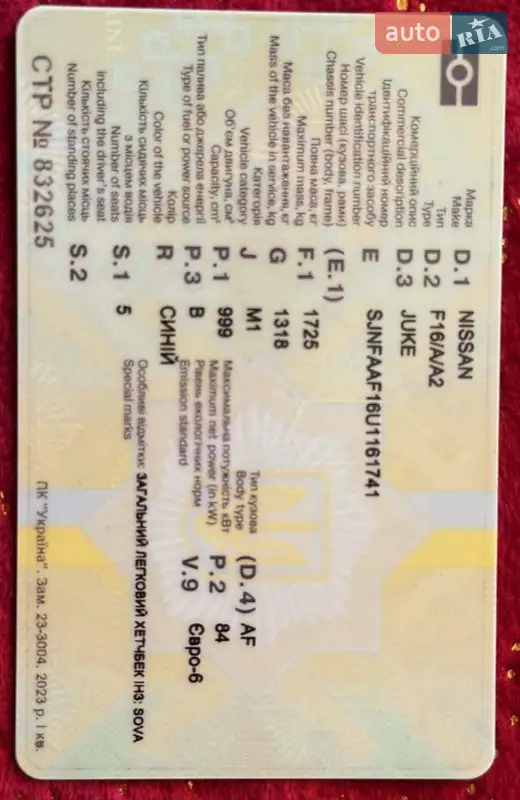 auto RIA.com
Марка
Make
D.1 NISSAN
Тип
Type
D.2 F16/A/A2
Комерційний опис
Commercial description
D.3 JUKE
Ідентифікаційний номер
транспортного засобу
Vehicle identification number
E SJNFAAF16U1161741
Номер шасі (кузова, рами)
Chassis number (body, frame)
(E.1)
Повна маса, кг
Maximum mass, kg
F.1 1725
Маса без навантаження, кг
Mass of the vehicle in service, kg
G 1318
Категорія
Vehicle category
J M1
Тип кузова
Body type
(D.4) AF
Об'єм двигуна, см³
Capacity, cm³
P.1 999
Максимальна потужність кВт
Maximum net power (in kW)
P.2 84
Тип палива або джерела енергії
Type of fuel or power source
P.3 B
Рівень екологічних норм
Emission standard
V.9 Євро-6
Колір
Color of the vehicle
R СИНІЙ
Кількість сидячих місць
з місцем водія
Number of seats
including the driver's seat
S.1 5
Особливі відмітки: ЗАГАЛЬНИЙ ЛЕГКОВИЙ ХЕТЧБЕК ІНЗ: SOVA
Special marks
Кількість стоячих місць
Number of standing places
S.2
СТР № 832625
ПК "Україна". Зам. 23-3004. 2023 р. І кв.